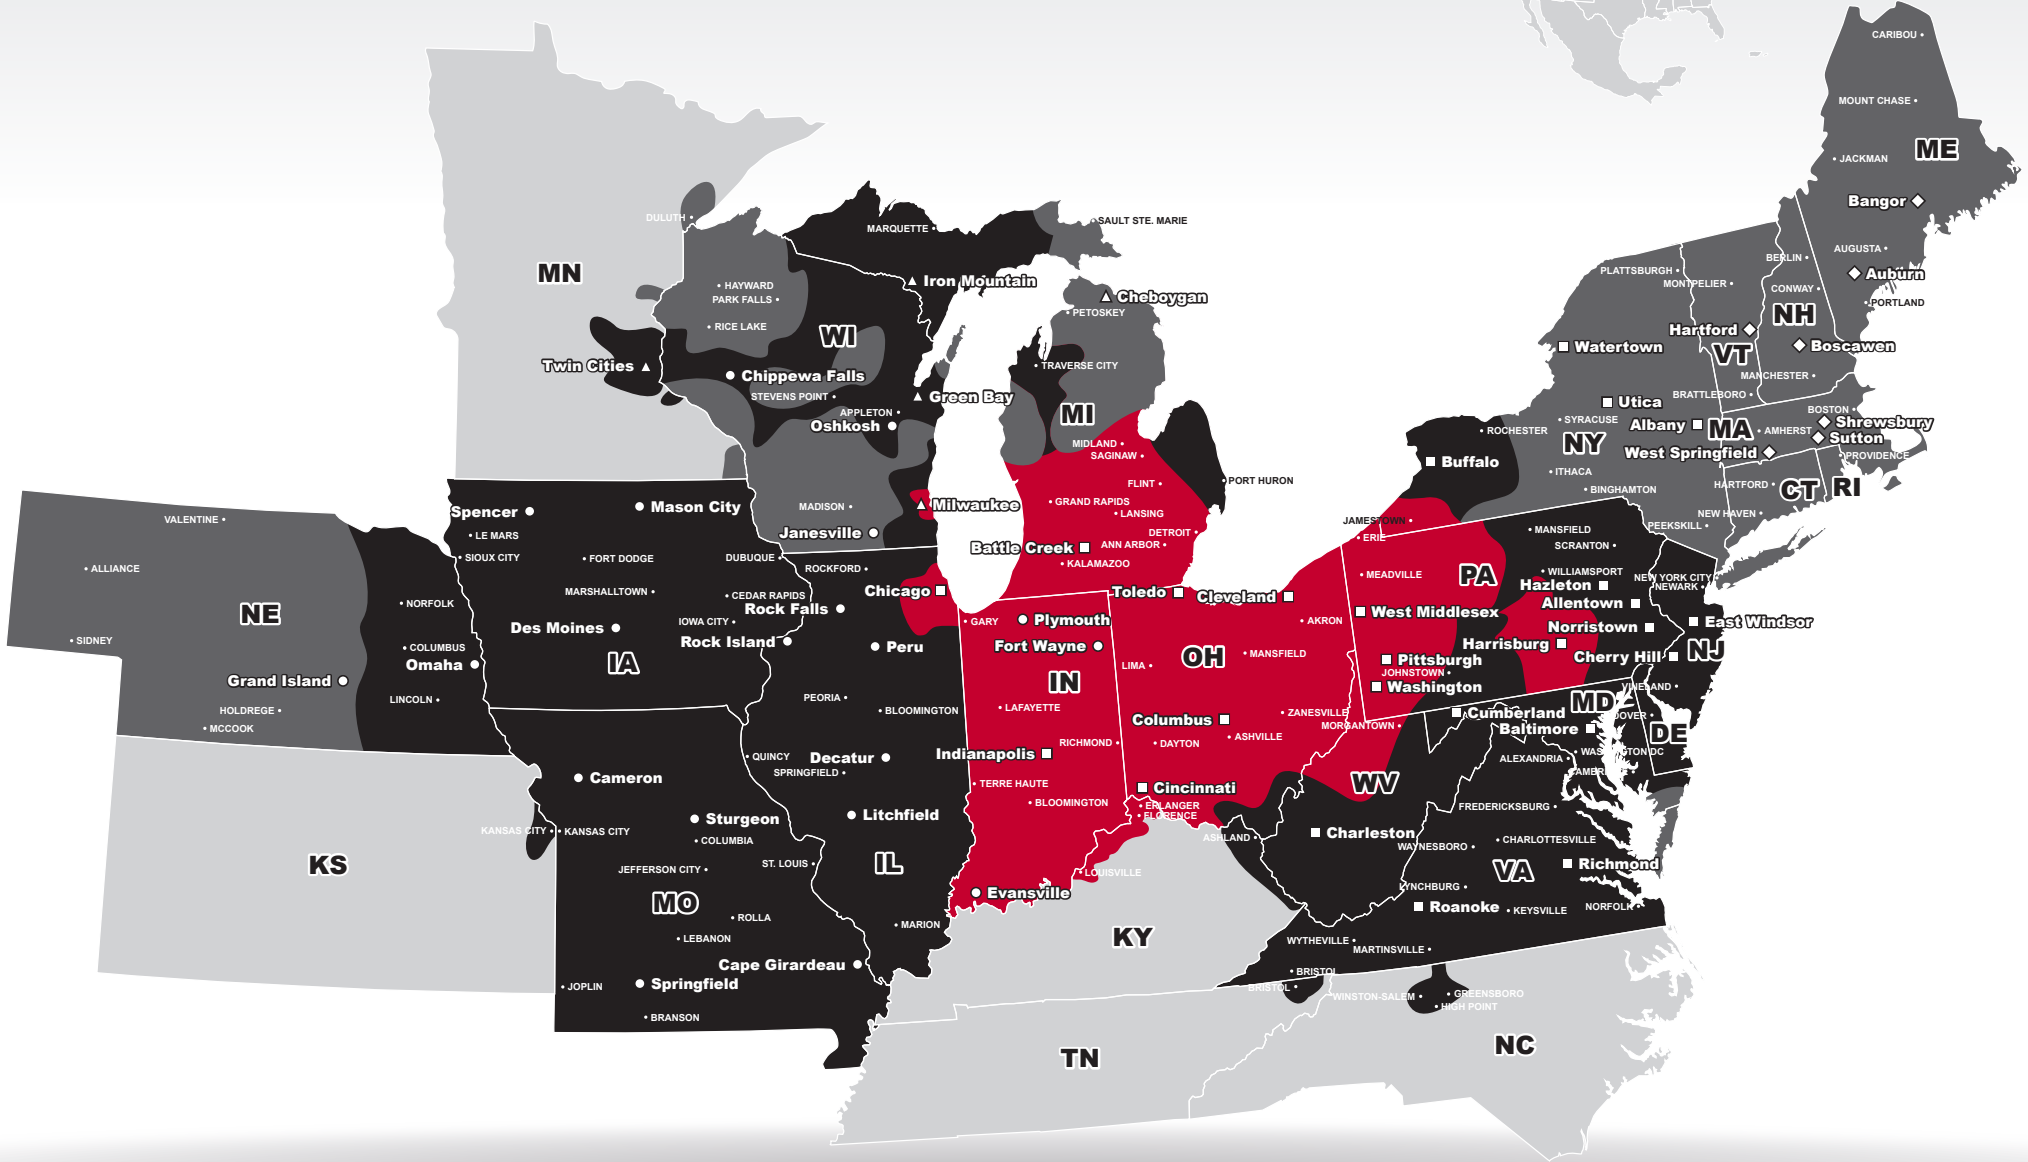 CARIBOU
MOUNT CHASE
ME
JACKMAN
Bangor
DULUTH
MARQUETTE
SAULT STE. MARIE
AUGUSTA
BERLIN
MN
PLATTSBURGH
MONTPELIER
Auburn
HAYWARD
Iron Mountain
CONWAY
PARK FALLS
Cheboygan
PORTLAND
PETOSKEY
NH
RICE LAKE
WI
Hartford
Watertown
VT
Boscawen
Twin Cities
TRAVERSE CITY
Chippewa Falls
MANCHESTER
STEVENS POINT
Green Bay
BRATTLEBORO
APPLETON
MI
Utica
BOSTON
Oshkosh
SYRACUSE
Albany
MA
AMHERST
Shrewsbury
ROCHESTER
NY
Sutton
MIDLAND
SAGINAW
West Springfield
PROVIDENCE
Buffalo
ITHACA
FLINT
PORT HURON
HARTFORD
CT
RI
BINGHAMTON
GRAND RAPIDS
Mason City
MADISON
Milwaukee
LANSING
NEW HAVEN
Spencer
VALENTINE
JAMESTOWN
PEEKSKILL
LE MARS
Janesville
DETROIT
ERIE
MANSFIELD
Battle Creek
ANN ARBOR
SCRANTON
SIOUX CITY
FORT DODGE
DUBUQUE
KALAMAZOO
ALLIANCE
ROCKFORD
MEADVILLE
PA
WILLIAMSPORT
NEW YORK CITY
Hazleton
NEWARK
MARSHALLTOWN
CEDAR RAPIDS
Chicago
Toledo
Cleveland
NORFOLK
Rock Falls
Allentown
NE
West Middlesex
IOWA CITY
GARY
Plymouth
AKRON
East Windsor
Des Moines
Norristown
SIDNEY
Rock Island
Peru
Fort Wayne
Harrisburg
NJ
COLUMBUS
MANSFIELD
Cherry Hill
Omaha
IA
LIMA
OH
Pittsburgh
JOHNSTOWN
Grand Island
IN
Washington
VINELAND
LINCOLN
PEORIA
MD
HOLDREGE
BLOOMINGTON
LAFAYETTE
ZANESVILLE
Cumberland
DOVER
MCCOOK
Columbus
MORGANTOWN
Baltimore
DE
ASHVILLE
RICHMOND
DAYTON
Indianapolis
WASHINGTON DC
QUINCY
Decatur
ALEXANDRIA
SPRINGFIELD
Cameron
TERRE HAUTE
WV
Cincinnati
BLOOMINGTON
ERLANGER
FREDERICKSBURG
Litchfield
FLORENCE
Sturgeon
KANSAS CITY
KANSAS CITY
ASHLAND
Charleston
COLUMBIA
CHARLOTTESVILLE
WAYNESBORO
KS
ST. LOUIS
IL
Richmond
JEFFERSON CITY
LOUISVILLE
VA
LYNCHBURG
Evansville
MO
Roanoke
KEYSVILLE
NORFOLK
ROLLA
MARION
LEBANON
KY
WYTHEVILLE
MARTINSVILLE
Cape Girardeau
BRISTOL
Springfield
JOPLIN
BRISTOL
WINSTON-SALEM
GREENSBORO
HIGH POINT
BRANSON
NC
TN